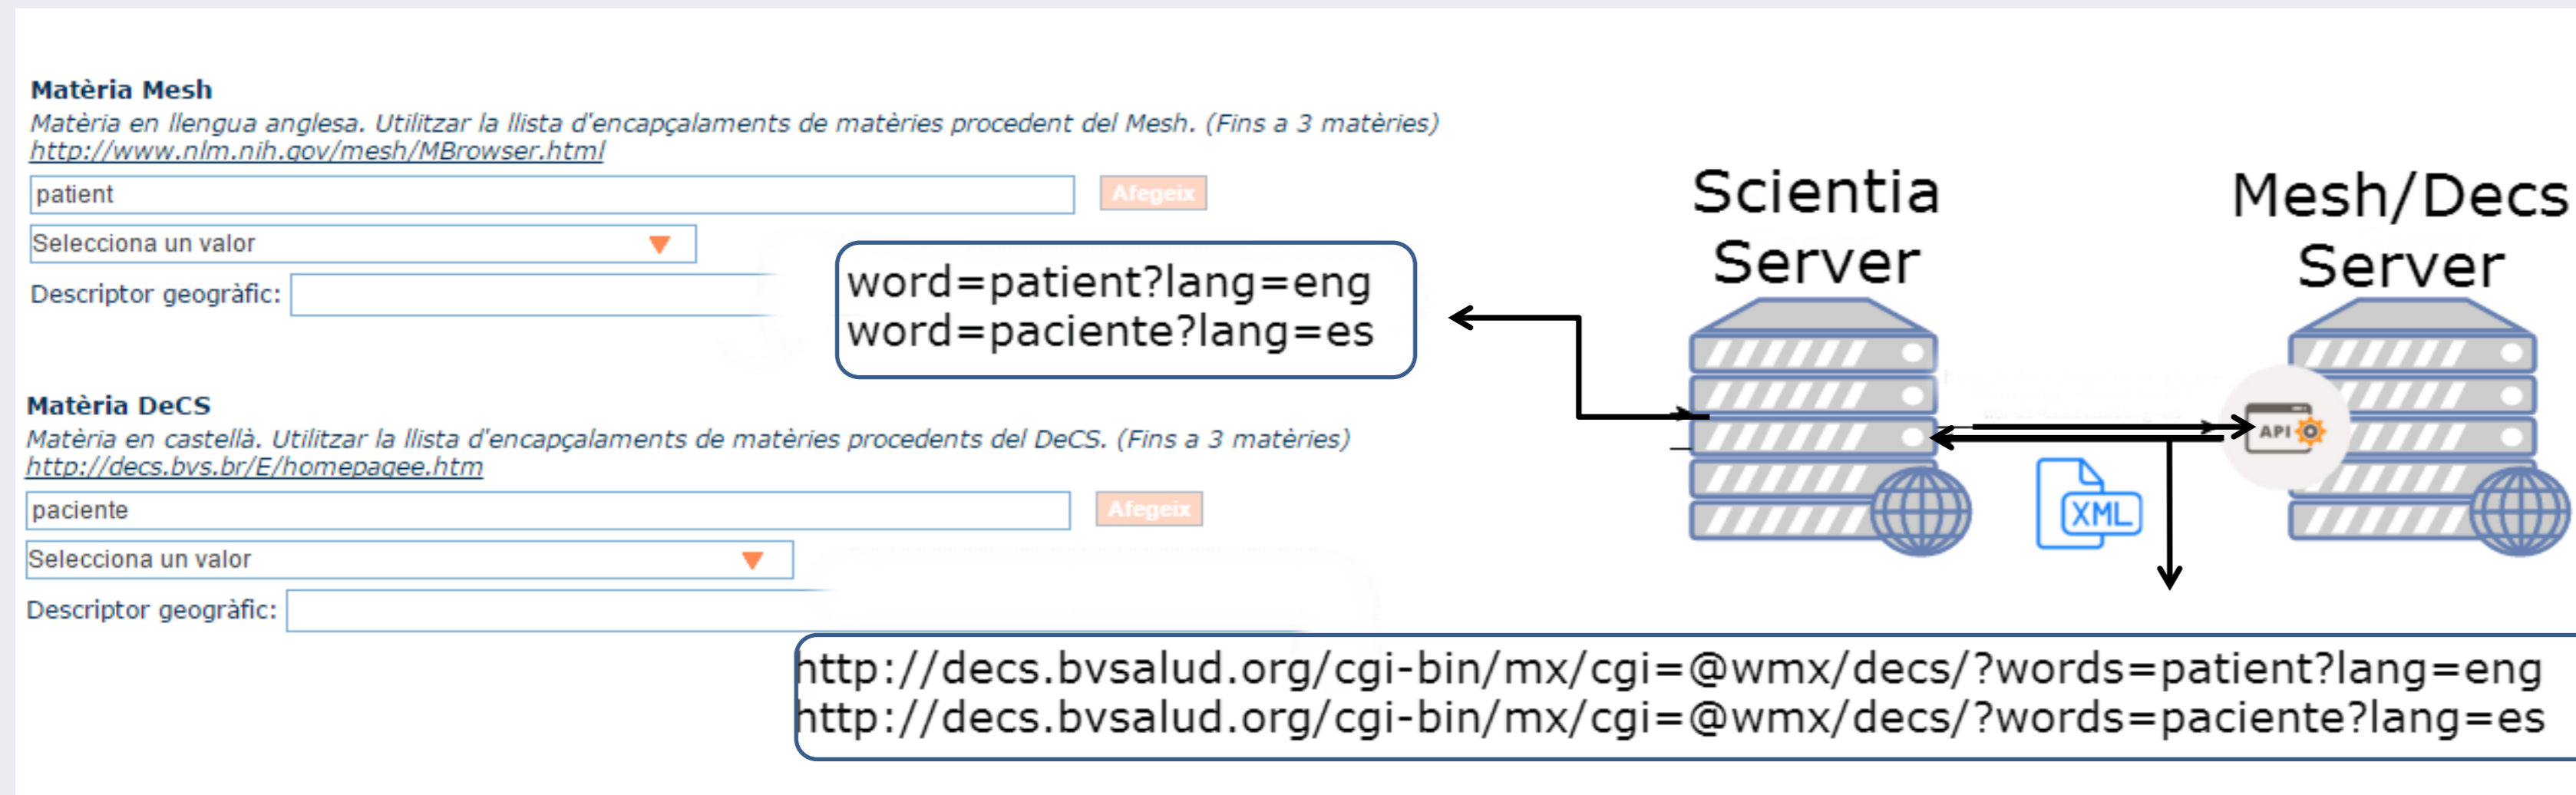 Matèria Mesh
Matèria en llengua anglesa. Utilitzar la llista d'encapçalaments de matèries procedent del Mesh. (Fins a 3 matèries)
http://www.nlm.nih.gov/mesh/MBrowser.html
patient
Afegeix
Selecciona un valor
Descriptor geogràfic:
word=patient?lang=eng
word=paciente?lang=es
Matèria DeCS
Matèria en castellà. Utilitzar la llista d'encapçalaments de matèries procedents del DeCS. (Fins a 3 matèries)
http://decs.bvs.br/E/homepagee.htm
paciente
Afegeix
Selecciona un valor
Descriptor geogràfic:
Scientia
Server
Mesh/Decs
Server
API
XML
http://decs.bvsalud.org/cgi-bin/mx/cgi=@wmx/decs/?words=patient?lang=eng
http://decs.bvsalud.org/cgi-bin/mx/cgi=@wmx/decs/?words=paciente?lang=es